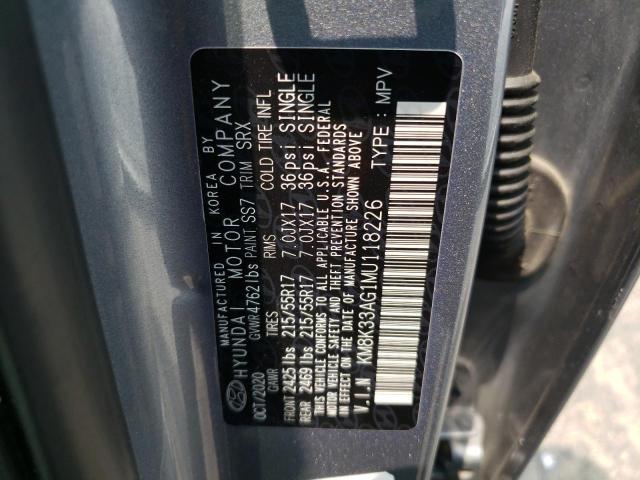 MANUFACTURED IN KOREA BY
HYUNDAI MOTOR COMPANY
OCT/2020 GVWR 4762 lbs PAINT SS7 TRIM SRX
GAWR TIRES RIMS COLD TIRE INFL
FRONT 2425 lbs 215/55R17 7.0JX17 36psi SINGLE
REAR 2469 lbs 215/55R17 7.0JX17 36psi SINGLE
THIS VEHICLE CONFORMS TO ALL APPLICABLE U.S.A. FEDERAL
MOTOR VEHICLE SAFETY AND THEFT PREVENTION STANDARDS
IN EFFECT ON THE DATE OF MANUFACTURE SHOWN ABOVE
V.I.N KM8K33AG1MU118226 TYPE : MPV